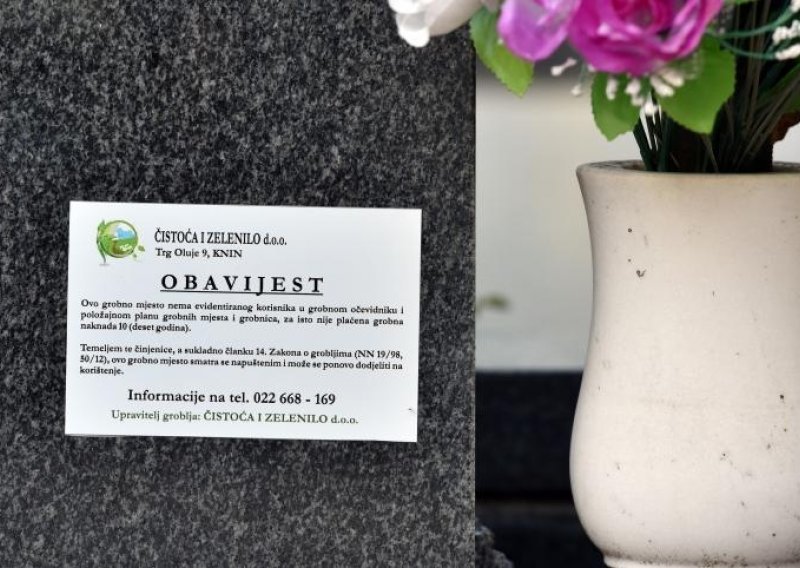 ČISTOĆA I ZELENILO d.o.o.
Trg Oluje 9, KNIN
OBAVIJEST
Ovo grobno mjesto nema evidentiranog korisnika u grobnom očevidniku i
položajnom planu grobnih mjesta i grobnica, za isto nije plaćena grobna
naknada 10 (deset godina).
Temeljem te činjenice, a sukladno članku 14. Zakona o grobljima (NN 19/98,
50/12), ovo grobno mjesto smatra se napuštenim i može se ponovo dodjeliti na
korištenje.
Informacije na tel. 022 668 - 169
Upravitelj groblja: ČISTOĆA I ZELENILO d.o.o.